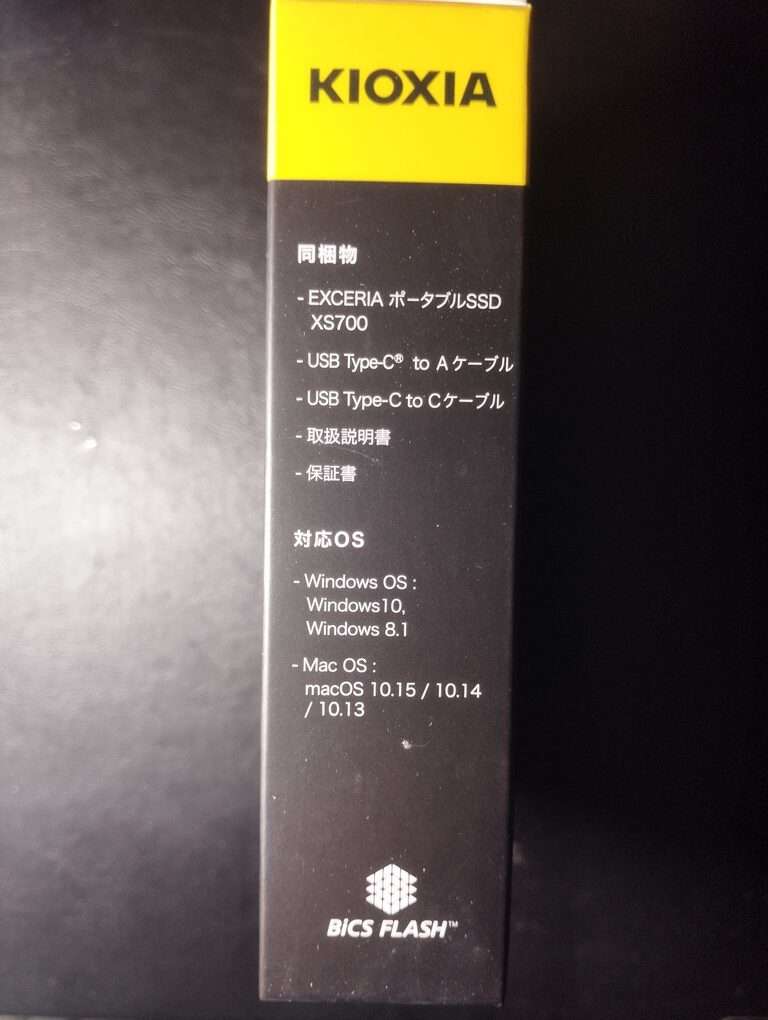 KIOXIA
同梱物
- EXCERIA ポータブルSSD
XS700
- USB Type-C® to A ケーブル
- USB Type-C to C ケーブル
- 取扱説明書
- 保証書
対応OS
- Windows OS :
Windows10,
Windows 8.1
- Mac OS :
macOS 10.15 / 10.14
/ 10.13
BiCS FLASH™